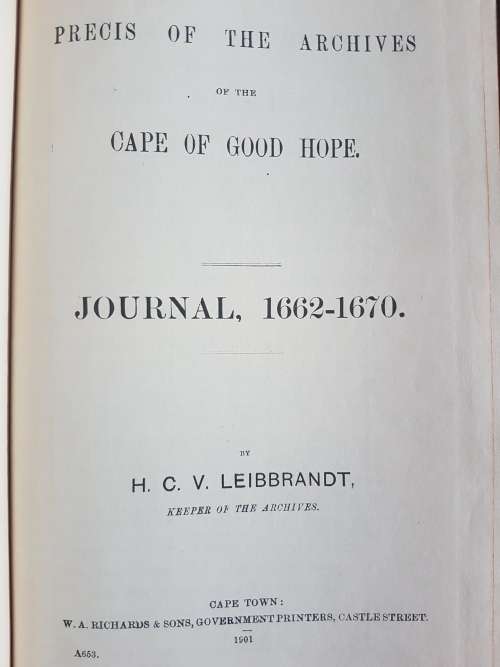 PRECIS OF THE ARCHIVES
OF THE
CAPE OF GOOD HOPE.
JOURNAL, 1662-1670.
BY
H. C. V. LEIBBRANDT,
KEEPER OF THE ARCHIVES.
CAPE TOWN:
W. A. RICHARDS & SONS, GOVERNMENT PRINTERS, CASTLE STREET.
1901
A653.